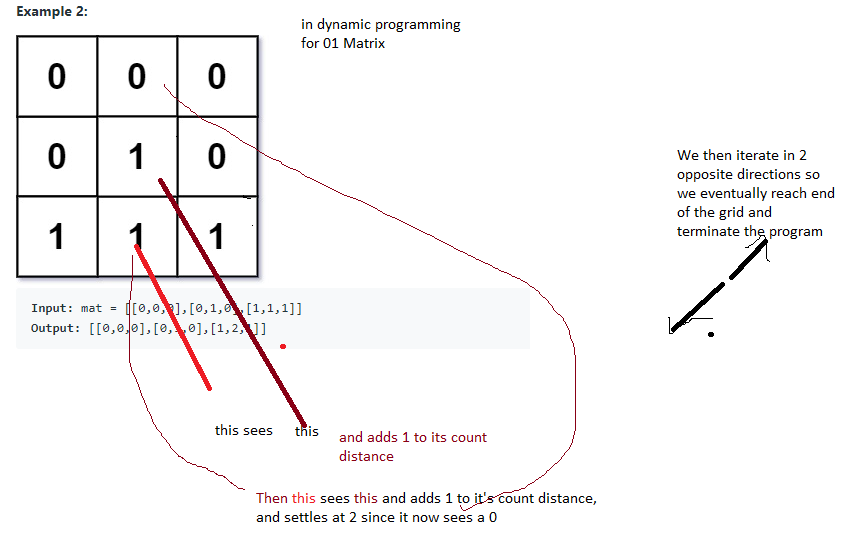 Example 2:
in dynamic programming
for 01 Matrix
0 0 0
0 1 0
1 1 1
We then iterate in 2
opposite directions so
we eventually reach end
of the grid and
terminate the program
Input: mat = [[0,0,0],[0,1,0],[1,1,1]]
Output: [[0,0,0],[0,1,0],[1,2,1]]
this sees this and adds 1 to its count
distance
Then this sees this and adds 1 to it's count distance,
and settles at 2 since it now sees a 0